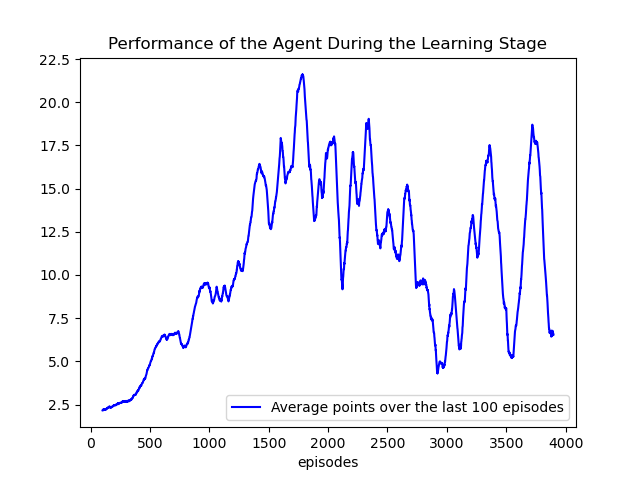 Performance of the Agent During the Learning Stage
22.5
20.0
17.5
15.0
12.5
10.0
7.5
5.0
2.5
Average points over the last 100 episodes
0 500 1000 1500 2000 2500 3000 3500 4000
episodes